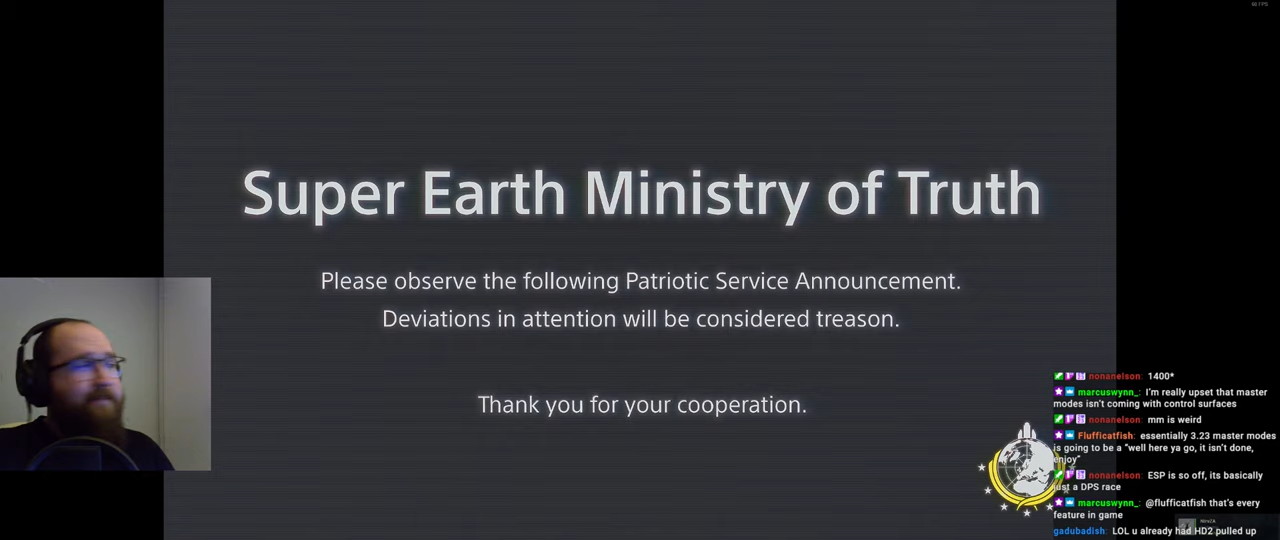 60 FPS
Super Earth Ministry of Truth
Please observe the following Patriotic Service Announcement.
Deviations in attention will be considered treason.
Thank you for your cooperation.
nonanelson: 1400*
marcuswynn_: I'm really upset that master
modes isn't coming with control surfaces
nonanelson: mm is weird
Flufficatfish: essentially 3.23 master modes
is going to be a "well here ya go, it isn't done,
enjoy"
nonanelson: ESP is so off, its basically
just a DPS race
marcuswynn_: @flufficatfish that's every
feature in game
gadubadish: LOL u already had HD2 pulled up